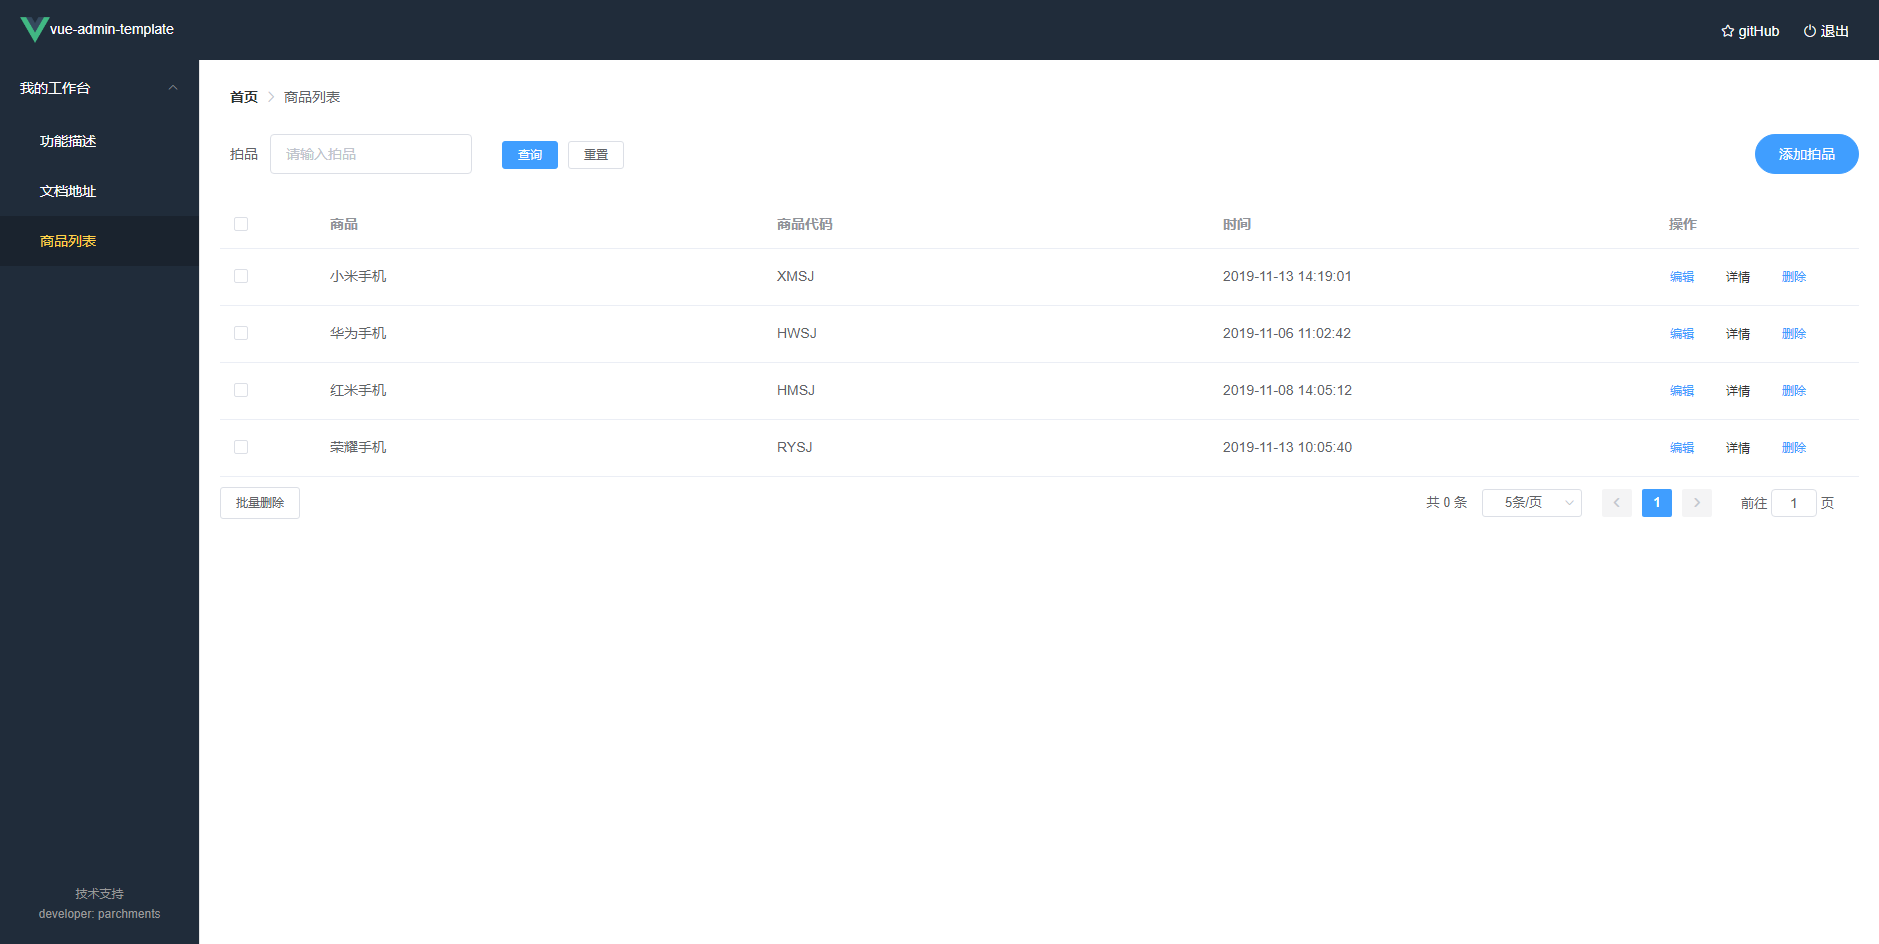 vue-admin-template
gitHub 退出
我的工作台
功能描述
文档地址
商品列表
技术支持
developer: parchments
首页 商品列表
拍品 请输入拍品 查询 重置 添加拍品
商品 商品代码 时间 操作
小米手机 XMSJ 2019-11-13 14:19:01 编辑 详情 删除
华为手机 HWSJ 2019-11-06 11:02:42 编辑 详情 删除
红米手机 HMSJ 2019-11-08 14:05:12 编辑 详情 删除
荣耀手机 RYSJ 2019-11-13 10:05:40 编辑 详情 删除
批量删除 共 0 条 5条/页 1 前往 1 页